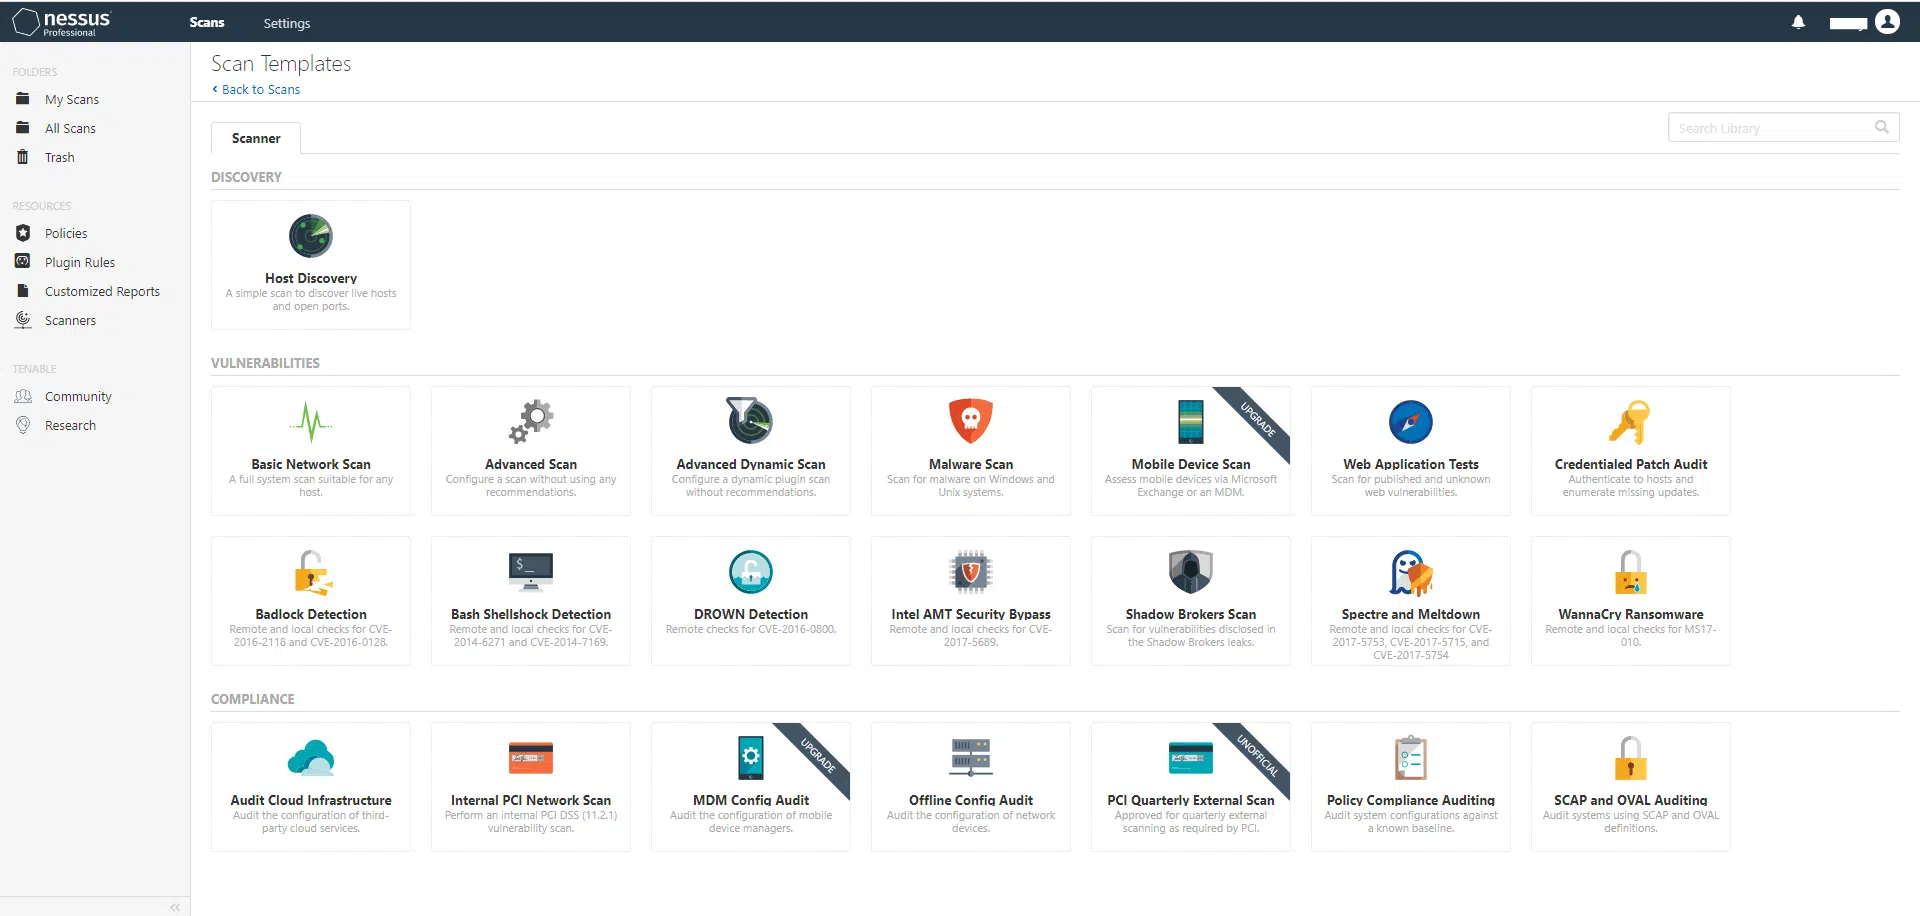 nessus
Professional
Scans
Settings
Scan Templates
Back to Scans
FOLDERS
My Scans
All Scans
Trash
RESOURCES
Policies
Plugin Rules
Customized Reports
Scanners
TENABLE
Community
Research
Scanner
Search Library
DISCOVERY
Host Discovery
A simple scan to discover live hosts
and open ports.
VULNERABILITIES
Basic Network Scan
A full system scan suitable for any
host.
Advanced Scan
Configure a scan without using any
recommendations.
Advanced Dynamic Scan
Configure a dynamic plugin scan
without recommendations.
Malware Scan
Scan for malware on Windows and
Unix systems.
UPGRADE
Mobile Device Scan
Assess mobile devices via Microsoft
Exchange or an MDM.
Web Application Tests
Scan for published and unknown
web vulnerabilities.
Credentialed Patch Audit
Authenticate to hosts and
enumerate missing updates.
Badlock Detection
Remote and local checks for CVE-
2016-2118 and CVE-2016-0128.
$_
Bash Shellshock Detection
Remote and local checks for CVE-
2014-6271 and CVE-2014-7169.
DROWN Detection
Remote checks for CVE-2016-0800.
Intel AMT Security Bypass
Remote and local checks for CVE-
2017-5689.
Shadow Brokers Scan
Scan for vulnerabilities disclosed in
the Shadow Brokers leaks.
Spectre and Meltdown
Remote and local checks for CVE-
2017-5753, CVE-2017-5715, and
CVE-2017-5754
WannaCry Ransomware
Remote and local checks for MS17-
010.
COMPLIANCE
Audit Cloud Infrastructure
Audit the configuration of third-
party cloud services.
Internal PCI Network Scan
Perform an internal PCI DSS (11.2.1)
vulnerability scan.
UPGRADE
MDM Config Audit
Audit the configuration of mobile
device managers.
Offline Config Audit
Audit the configuration of network
devices.
UNOFFICIAL
PCI Quarterly External Scan
Approved for quarterly external
scanning as required by PCI.
Policy Compliance Auditing
Audit system configurations against
a known baseline.
SCAP and OVAL Auditing
Audit systems using SCAP and OVAL
definitions.